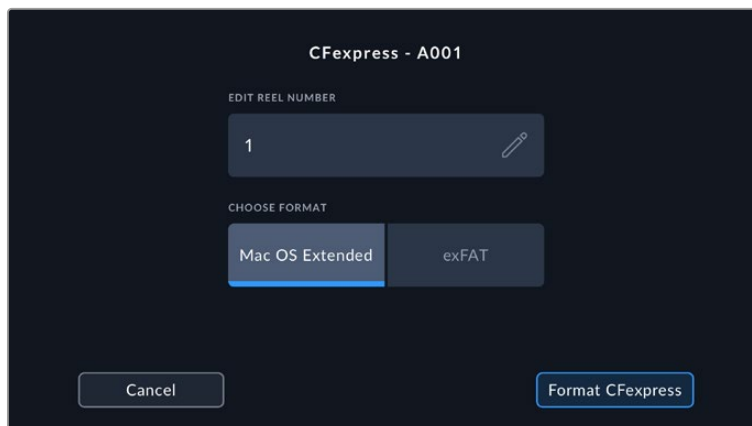 CFexpress - A001
EDIT REEL NUMBER
1
CHOOSE FORMAT
Mac OS Extended exFAT
Cancel Format CFexpress